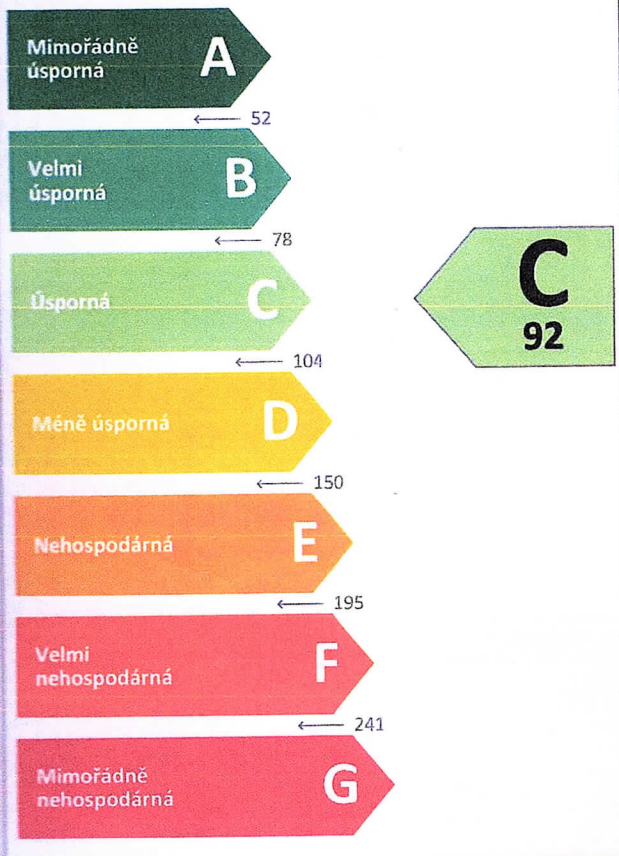 Mimořádně
úsporná
A
52
Velmi
úsporná
B
78
Úsporná
C
104
C
92
Méně úsporná
D
150
Nehospodárná
E
195
Velmi
nehospodárná
F
241
Mimořádně
nehospodárná
G